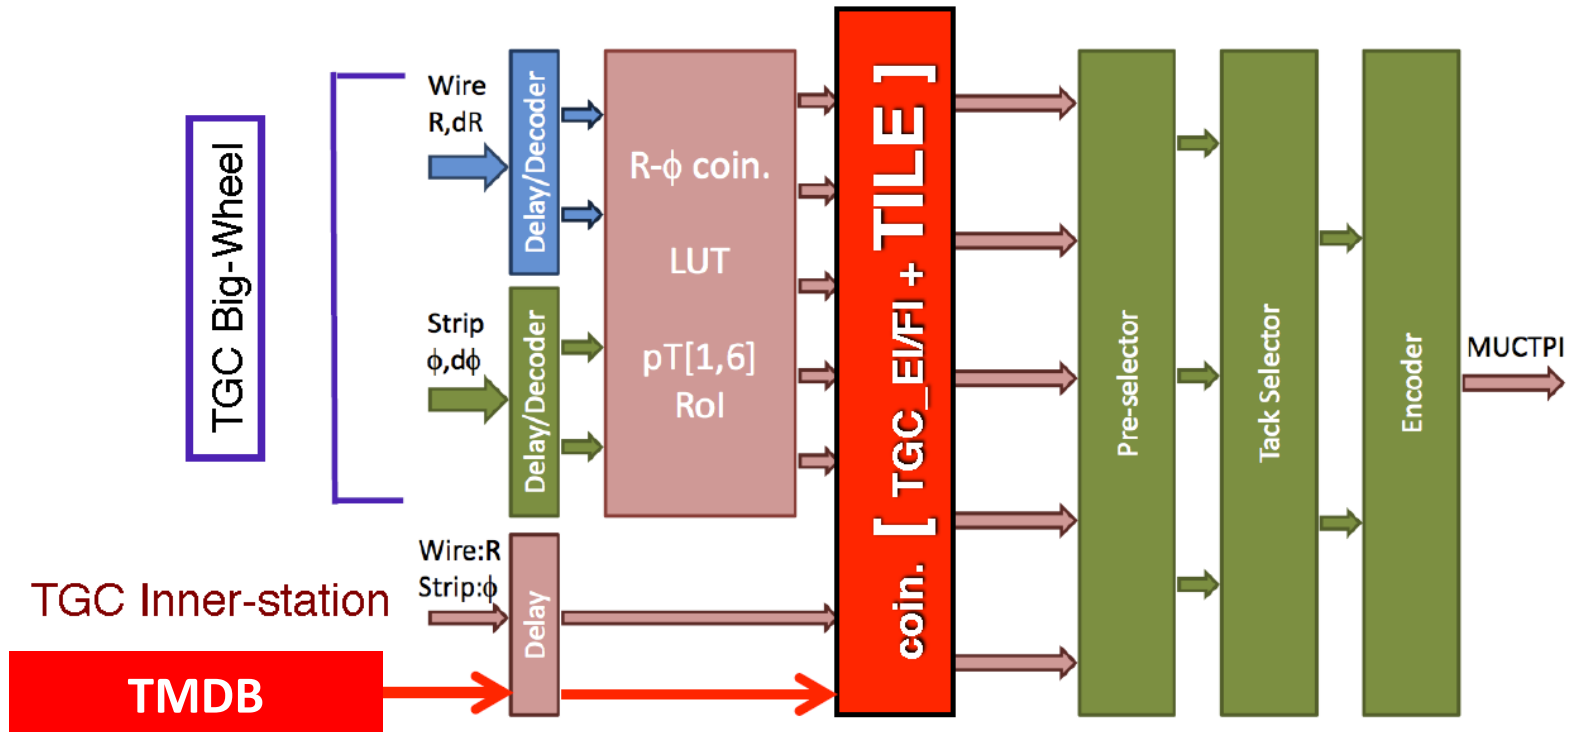 TGC Big-Wheel
Wire
R,dR
Delay/Decoder
Strip
ϕ,dϕ
Delay/Decoder
R-ϕ coin.
LUT
pT[1,6]
RoI
Wire:R
Strip:ϕ
TGC Inner-station
Delay
TMDB
coin. [ TGC_EI/FI + TILE ]
Pre-selector
Tack Selector
Encoder
MUCTPI